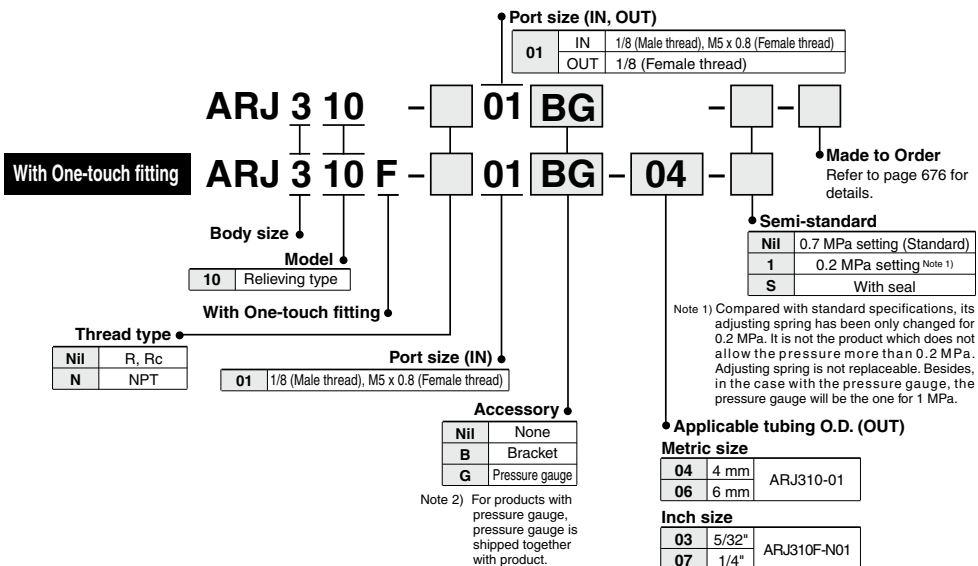 Port size (IN, OUT)
01 IN 1/8 (Male thread), M5 x 0.8 (Female thread)
OUT 1/8 (Female thread)
ARJ 3 10 – 01 BG – –
With One-touch fitting
ARJ 3 10 F – 01 BG – 04 –
Made to Order
Refer to page 676 for
details.
Semi-standard
Nil 0.7 MPa setting (Standard)
1 0.2 MPa setting Note 1)
S With seal
Note 1) Compared with standard specifications, its
adjusting spring has been only changed for
0.2 MPa. It is not the product which does not
allow the pressure more than 0.2 MPa.
Adjusting spring is not replaceable. Besides,
in the case with the pressure gauge, the
pressure gauge will be the one for 1 MPa.
Body size
Model
10 Relieving type
With One-touch fitting
Thread type
Nil R, Rc
N NPT
Port size (IN)
01 1/8 (Male thread), M5 x 0.8 (Female thread)
Accessory
Nil None
B Bracket
G Pressure gauge
Note 2) For products with
pressure gauge,
pressure gauge is
shipped together
with product.
Applicable tubing O.D. (OUT)
Metric size
04 4 mm ARJ310-01
06 6 mm
Inch size
03 5/32" ARJ310F-N01
07 1/4"